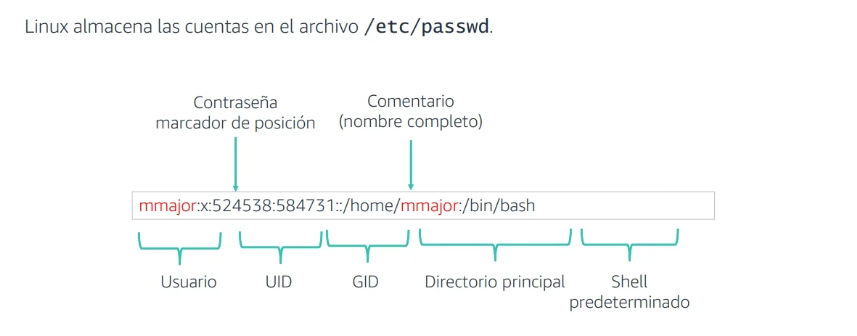 Linux almacena las cuentas en el archivo /etc/passwd.
Contraseña
marcador de posición
Comentario
(nombre completo)
mmajor:x:524538:584731::/home/mmajor:/bin/bash
Usuario
UID
GID
Directorio principal
Shell
predeterminado